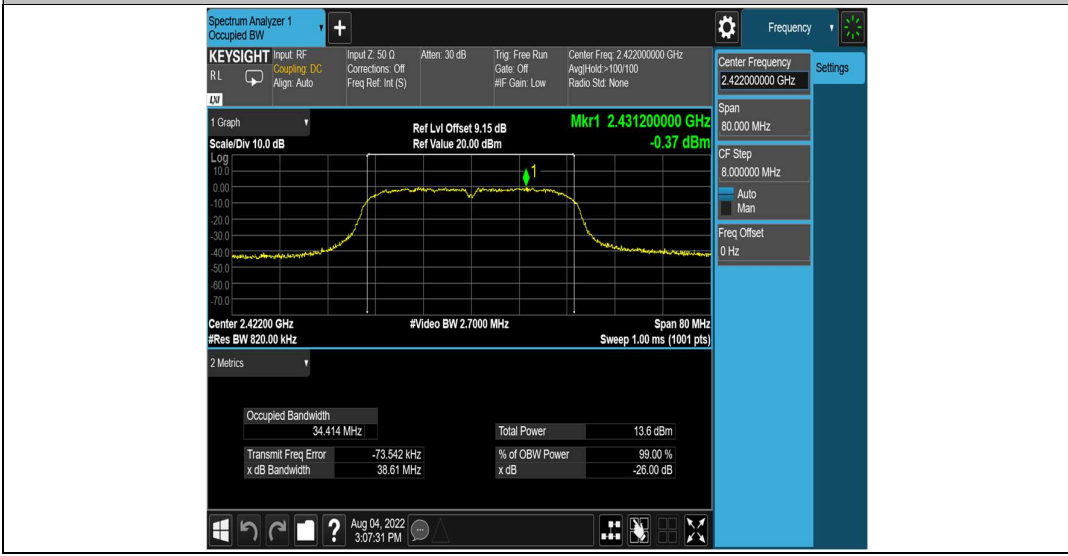 Spectrum Analyzer 1
Occupied BW
+
Frequency
KEYSIGHT
R L
LXI
Input: RF
Coupling: DC
Align: Auto
Input Z: 50 Ω
Corrections: Off
Freq Ref: Int (S)
Atten: 30 dB
Trig: Free Run
Gate: Off
#IF Gain: Low
Center Freq: 2.422000000 GHz
Avg|Hold:>100/100
Radio Std: None
Center Frequency
2.422000000 GHz
Settings
Span
80.000 MHz
CF Step
8.000000 MHz
Auto
Man
Freq Offset
0 Hz
1 Graph
Ref Lvl Offset 9.15 dB
Mkr1 2.431200000 GHz
Scale/Div 10.0 dB
Ref Value 20.00 dBm
-0.37 dBm
Log
1
10.0
0.00
-10.0
-20.0
-30.0
-40.0
-50.0
-60.0
-70.0
Center 2.42200 GHz
#Video BW 2.7000 MHz
Span 80 MHz
#Res BW 820.00 kHz
Sweep 1.00 ms (1001 pts)
2 Metrics
Occupied Bandwidth
34.414 MHz
Total Power 13.6 dBm
Transmit Freq Error -73.542 kHz
% of OBW Power 99.00 %
x dB Bandwidth 38.61 MHz
x dB -26.00 dB
?
Aug 04, 2022
3:07:31 PM